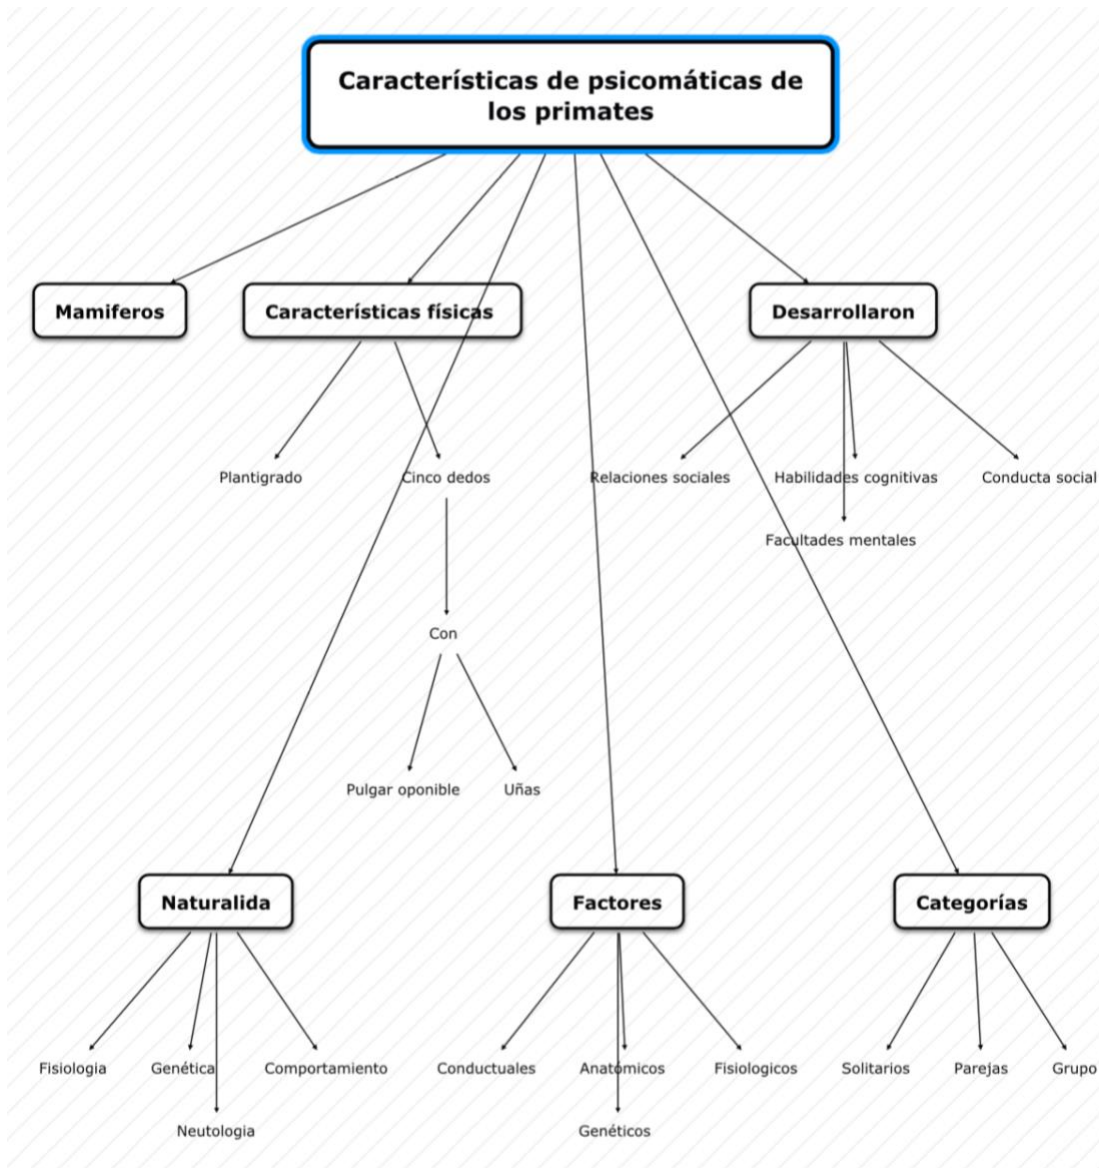 Características de psicomáticas de
los primates
Mamiferos
Características físicas
Desarrollaron
Plantigrado
Cinco dedos
Relaciones sociales
Habilidades cognitivas
Conducta social
Facultades mentales
Con
Pulgar oponible
Uñas
Naturalida
Factores
Categorías
Fisiologia
Genética
Comportamiento
Conductuales
Anatómicos
Fisiologicos
Solitarios
Parejas
Grupo
Neutologia
Genéticos